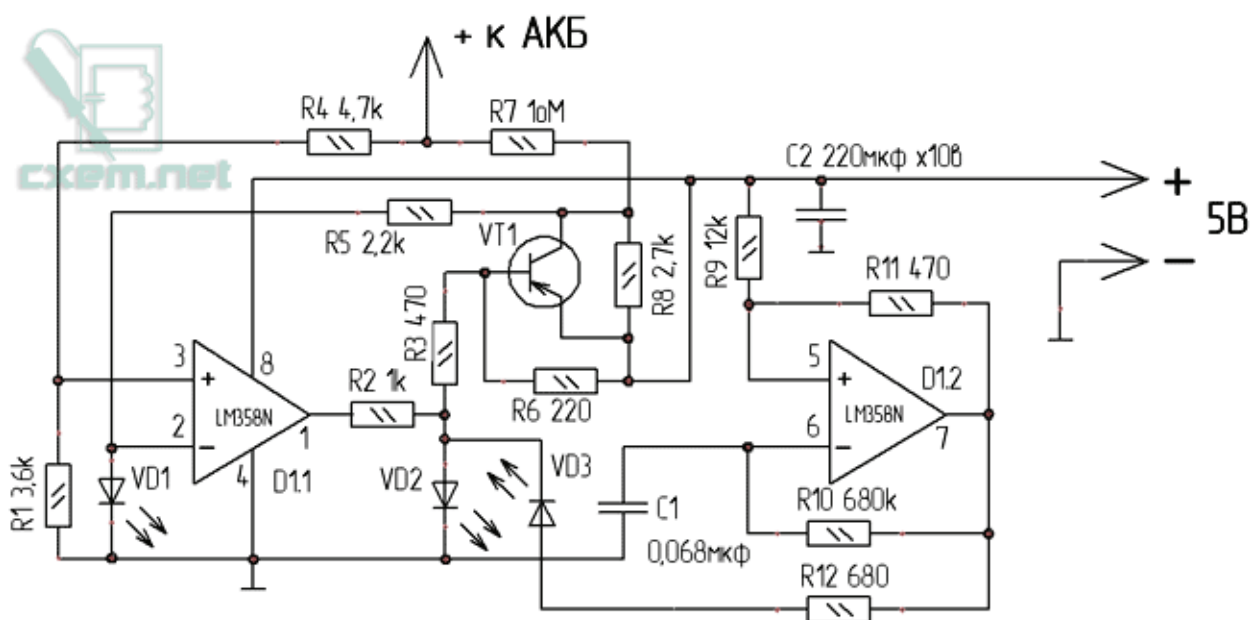 + к АКБ
R4 4,7k
R7 1оМ
cxem.net
C2 220мкф х10в
+
5В
−
R5 2,2k
VT1
R8 2,7k
R9 12k
R11 470
R3 470
3
8
+
LM358N
2
−
1
4
D1.1
R2 1k
R6 220
5
+
D1.2
LM358N
6
−
7
R1 3,6k
VD1
VD2
VD3
C1
0,068мкф
R10 680k
R12 680